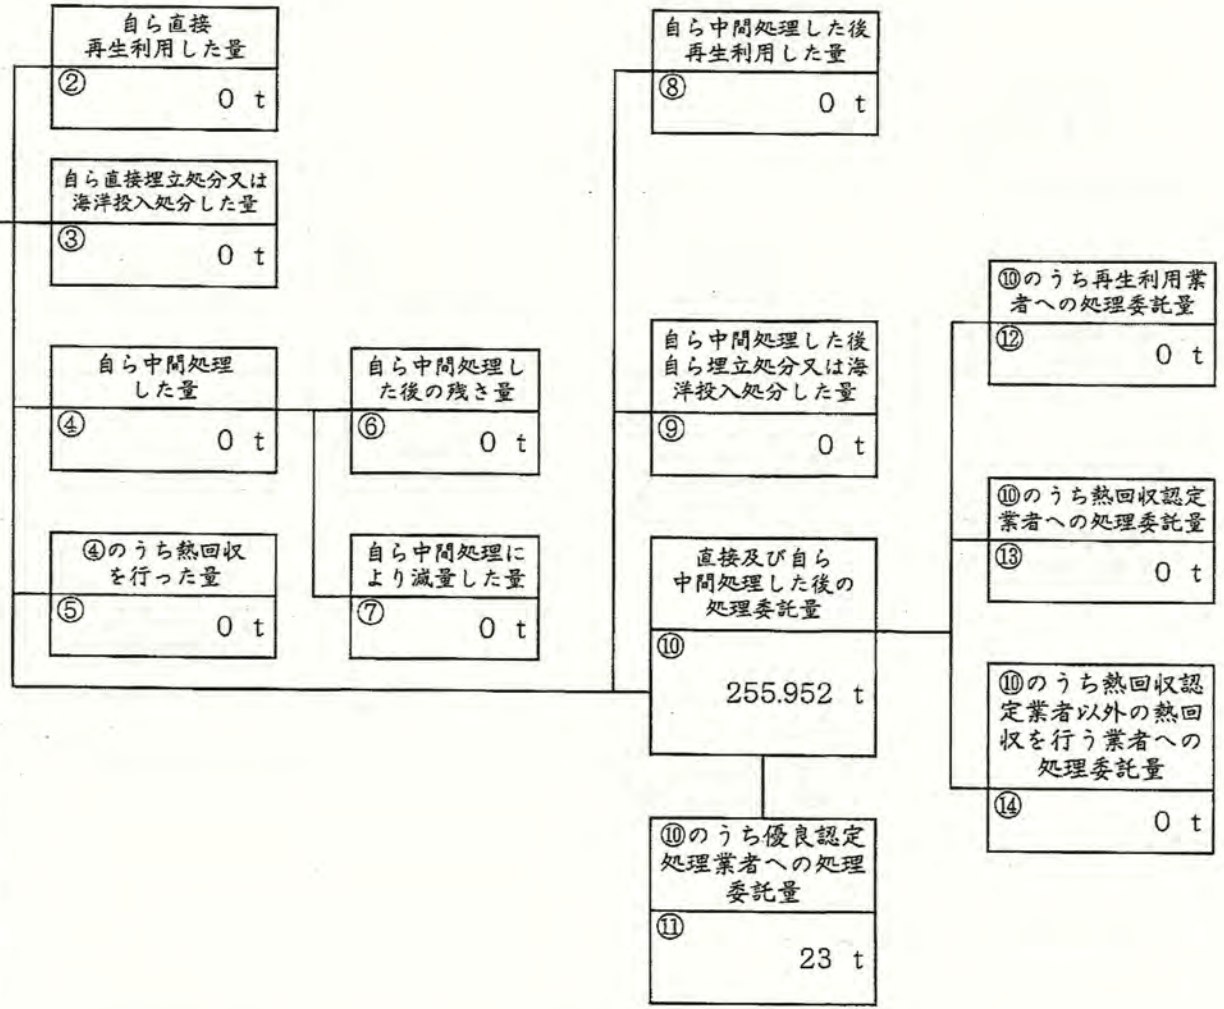 自ら直接
再生利用した量
②
0 t
自ら直接埋立処分又は
海洋投入処分した量
③
0 t
自ら中間処理
した量
④
0 t
④のうち熱回収
を行った量
⑤
0 t
自ら中間処理し
た後の残さ量
⑥
0 t
自ら中間処理に
より減量した量
⑦
0 t
自ら中間処理した後
再生利用した量
⑧
0 t
自ら中間処理した後
自ら埋立処分又は海
洋投入処分した量
⑨
0 t
直接及び自ら
中間処理した後の
処理委託量
⑩
255.952 t
⑩のうち優良認定
処理業者への処理
委託量
⑪
23 t
⑩のうち再生利用業
者への処理委託量
⑫
0 t
⑩のうち熱回収認定
業者への処理委託量
⑬
0 t
⑩のうち熱回収認
定業者以外の熱回
収を行う業者への
処理委託量
⑭
0 t